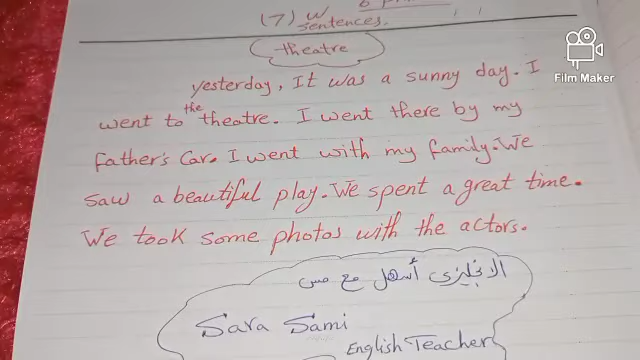 (7) W
sentences.
theatre
yesterday, It was a sunny day. I
went to the theatre. I went there by my
father's Car. I went with my family. We
saw a beautiful play. We spent a great time.
We took some photos with the actors.
الانجليزى أسهل مع مس
Sara Sami
English Teacher
Film Maker